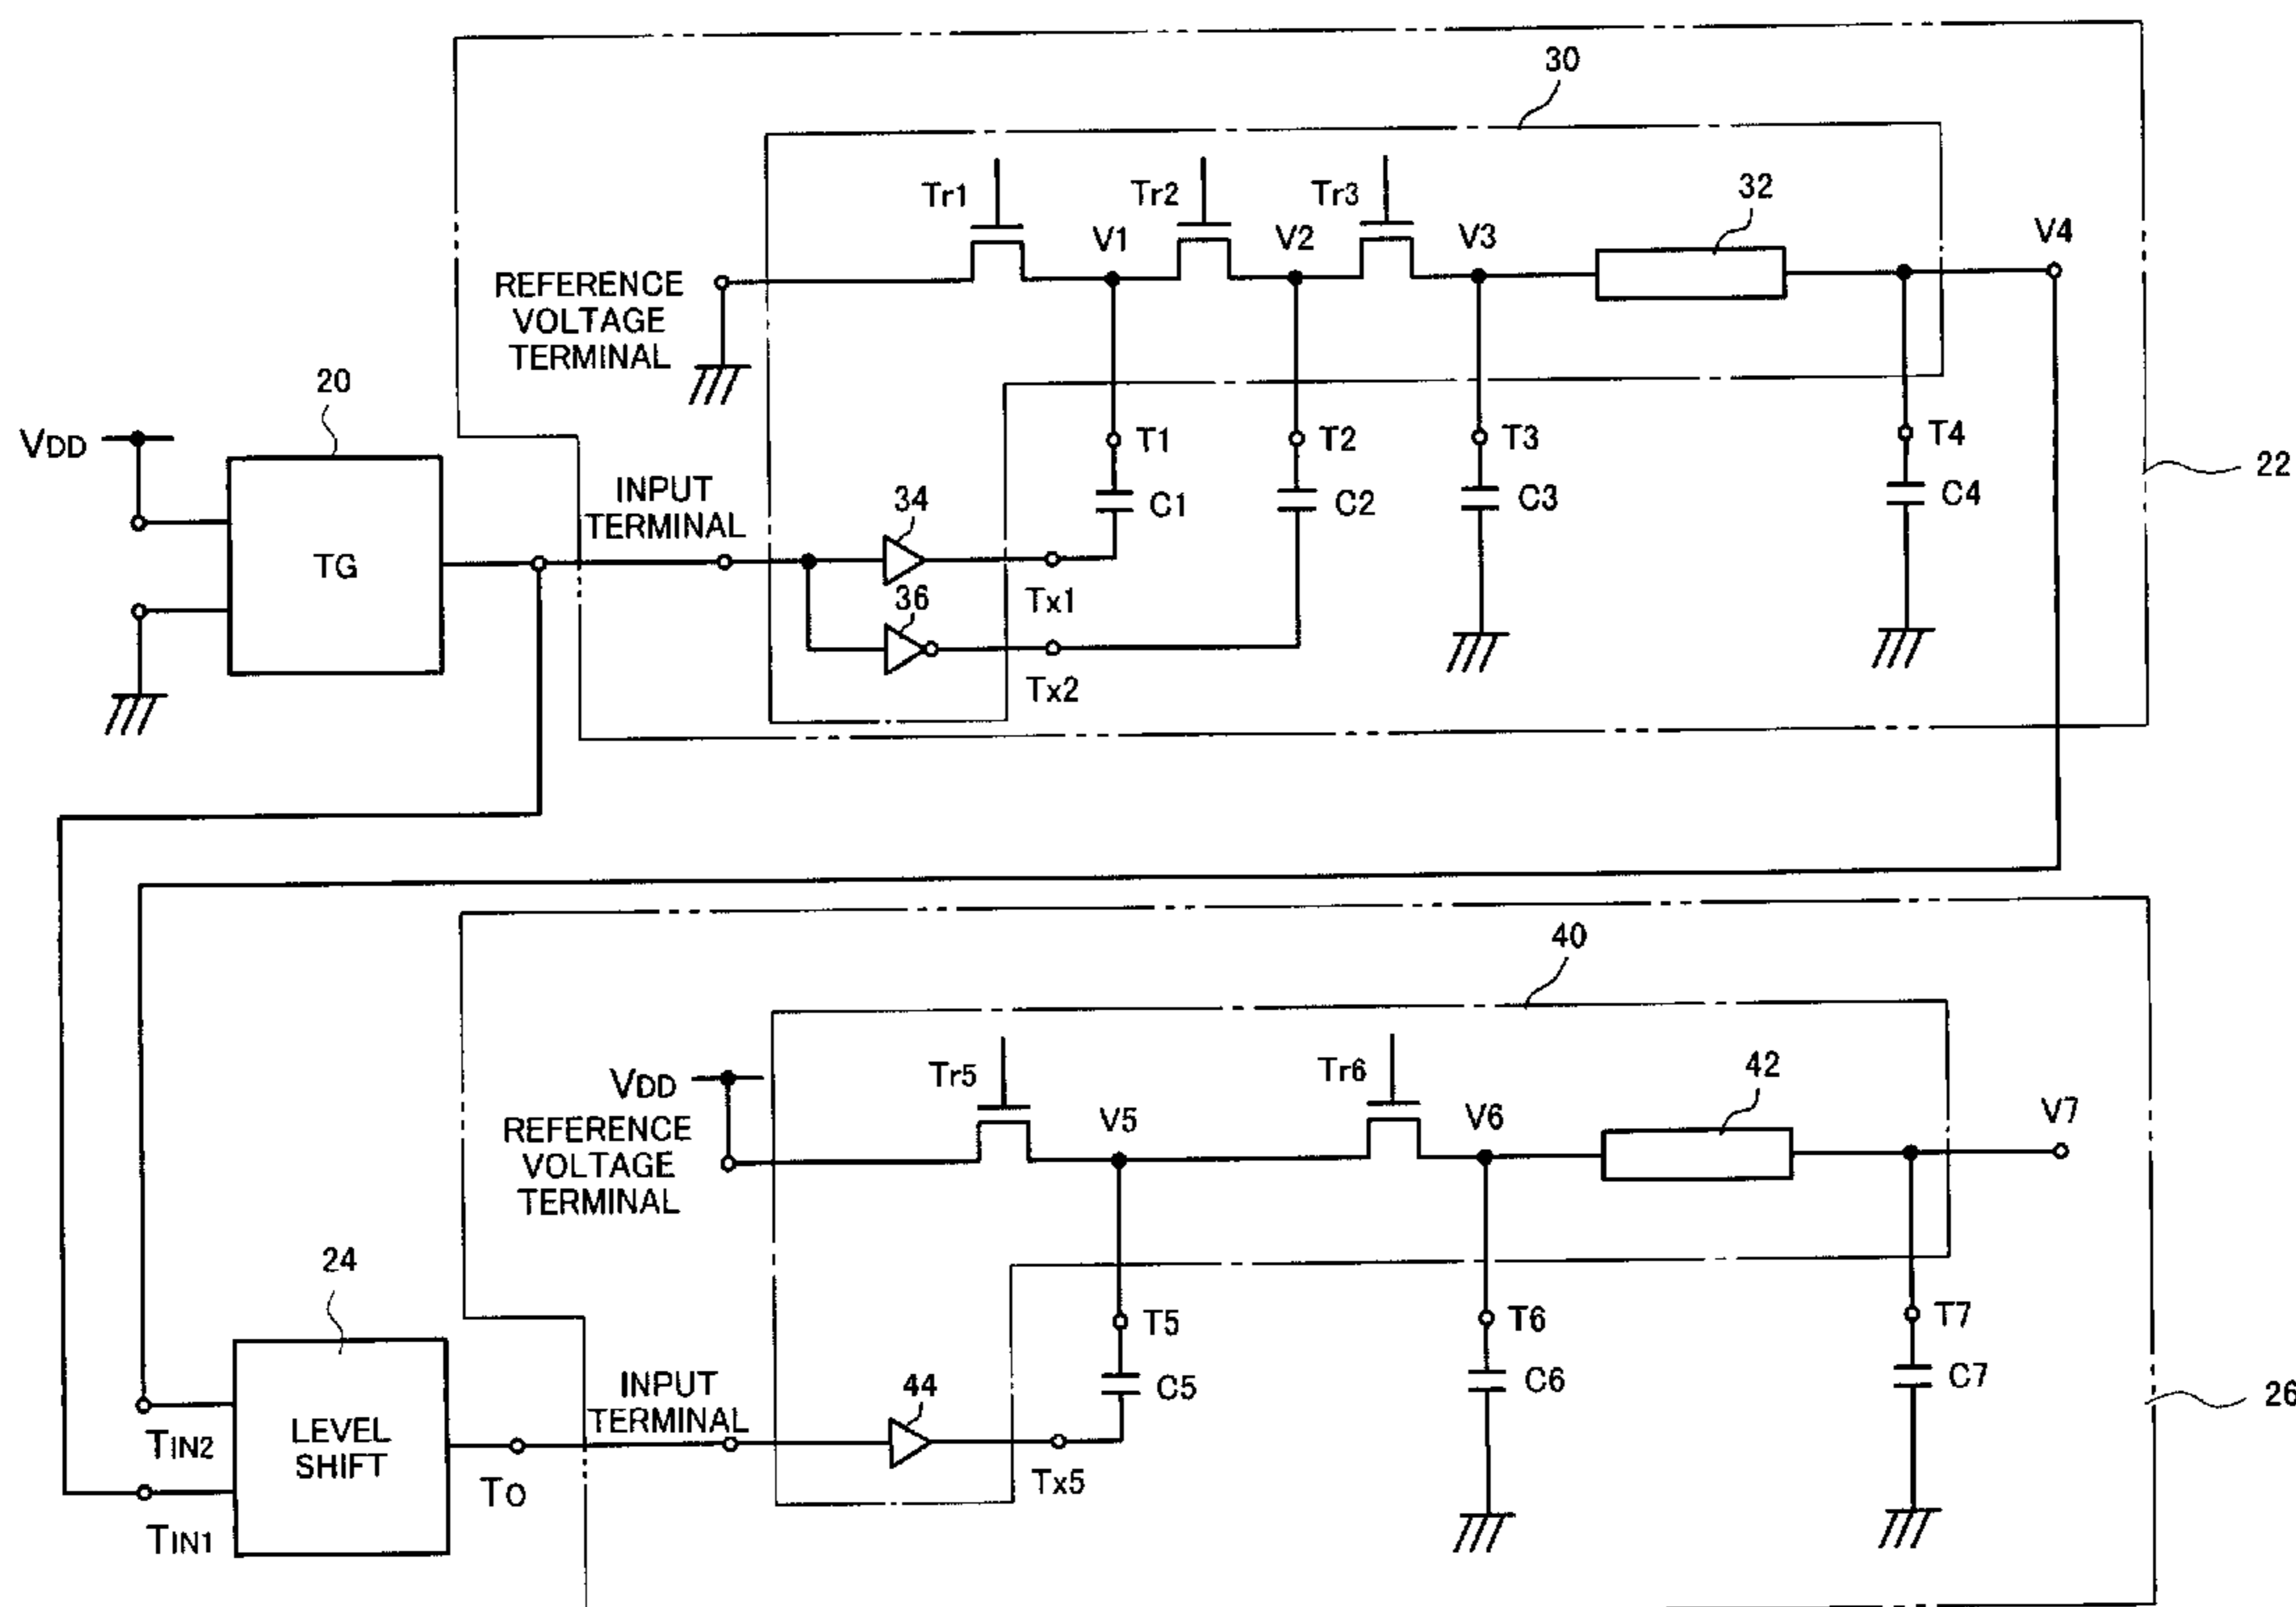 30
Tr1
Tr2
Tr3
32
V1
V2
V3
V4
REFERENCE
VOLTAGE
TERMINAL
20
VDD
T1
T2
T3
T4
22
INPUT
TERMINAL
34
C1
C2
C3
C4
TG
36
Tx1
Tx2
40
Tr5
Tr6
42
VDD
V5
V6
V7
REFERENCE
VOLTAGE
TERMINAL
24
T5
T6
T7
INPUT
TERMINAL
44
C5
C6
C7
26
LEVEL
SHIFT
TIN2
To
Tx5
TIN1